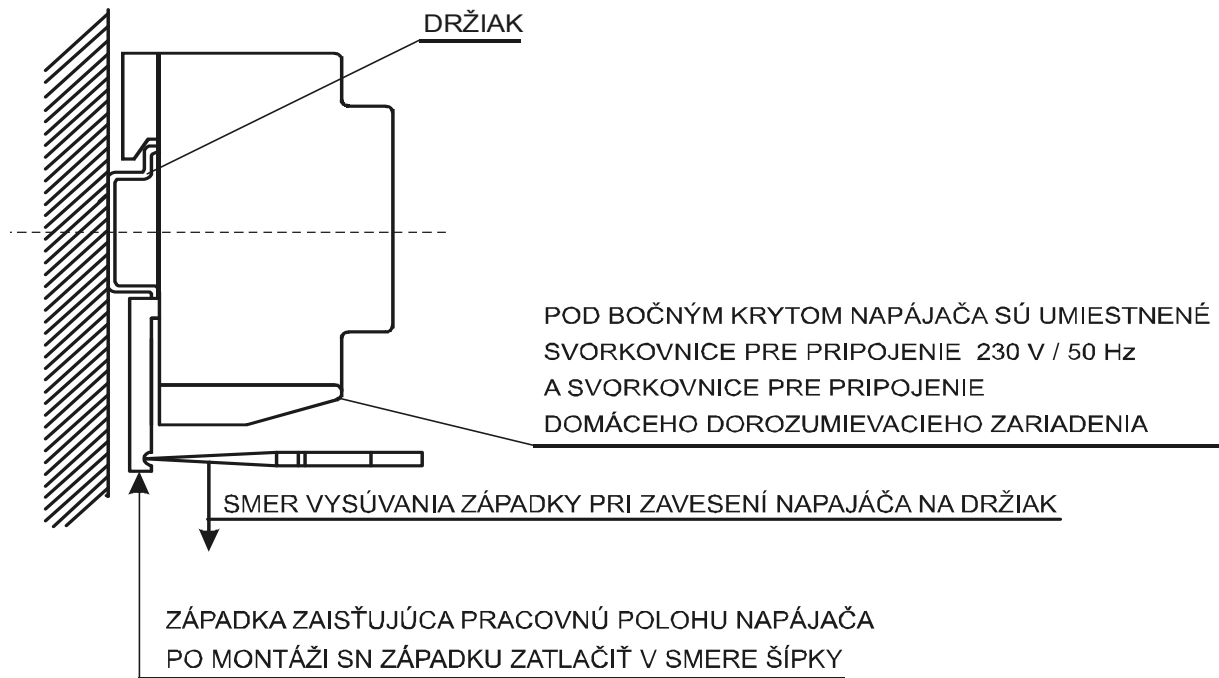 DRŽIAK
POD BOČNÝM KRYTOM NAPÁJAČA SÚ UMIESTNENÉ
SVORKOVNICE PRE PRIPOJENIE 230 V / 50 Hz
A SVORKOVNICE PRE PRIPOJENIE
DOMÁCEHO DOROZUMIEVACIEHO ZARIADENIA
SMER VYSÚVANIA ZÁPADKY PRI ZAVESENÍ NAPAJÁČA NA DRŽIAK
ZÁPADKA ZAISŤUJÚCA PRACOVNÚ POLOHU NAPÁJAČA
PO MONTÁŽI SN ZÁPADKU ZATLAČIŤ V SMERE ŠÍPKY